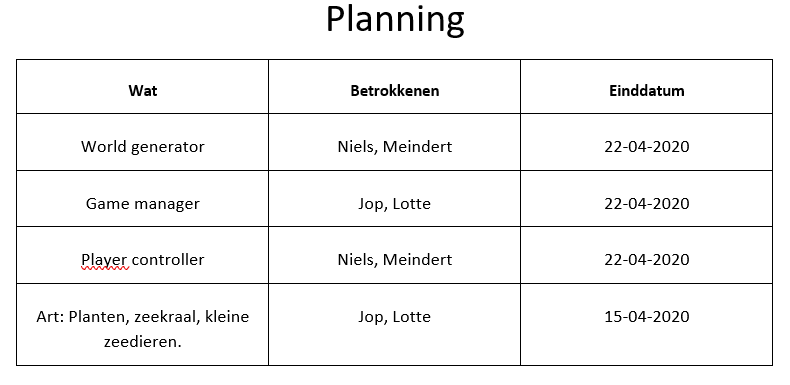 Planning
Wat Betrokkenen Einddatum
World generator Niels, Meindert 22-04-2020
Game manager Jop, Lotte 22-04-2020
Player controller Niels, Meindert 22-04-2020
Art: Planten, zeekraal, kleine Jop, Lotte 15-04-2020
zeedieren.